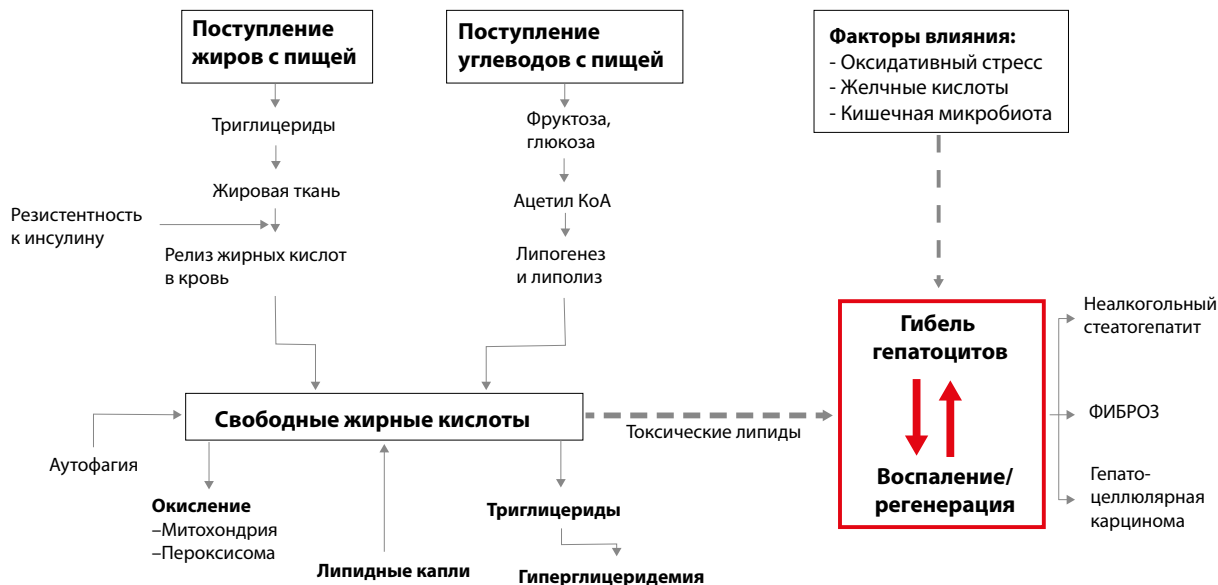 Поступление
жиров с пищей
Поступление
углеводов с пищей
Факторы влияния:
- Оксидативный стресс
- Желчные кислоты
- Кишечная микробиота
Триглицериды
Фруктоза,
глюкоза
Жировая ткань
Ацетил КоА
Резистентность
к инсулину
Релиз жирных кислот
в кровь
Липогенез
и липолиз
Гибель
гепатоцитов
Неалкогольный
стеатогепатит
Свободные жирные кислоты
Токсические липиды
ФИБРОЗ
Аутофагия
Воспаление/
регенерация
Гепато-
целлюлярная
карцинома
Окисление
–Митохондрия
–Пероксисома
Триглицериды
Липидные капли
Гиперглицеридемия